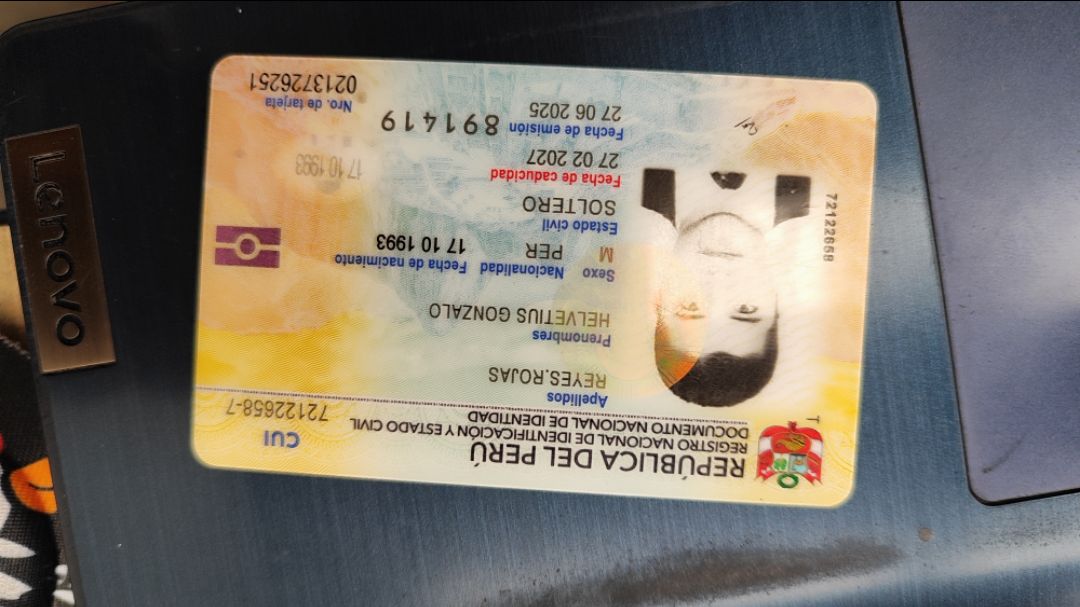 REPÚBLICA DEL PERÚ
REGISTRO NACIONAL DE IDENTIFICACIÓN Y ESTADO CIVIL
DOCUMENTO NACIONAL DE IDENTIDAD
CUI
72122658-7
T
Apellidos
REYES.ROJAS
Prenombres
HELVETIUS GONZALO
Sexo Nacionalidad Fecha de nacimiento
M PER 17 10 1993
Estado civil
SOLTERO
Fecha de caducidad
27 02 2027
17 10 1993
Fecha de emisión
27 06 2025
891419
Nro. de tarjeta
0213726251
72122658
Lenovo